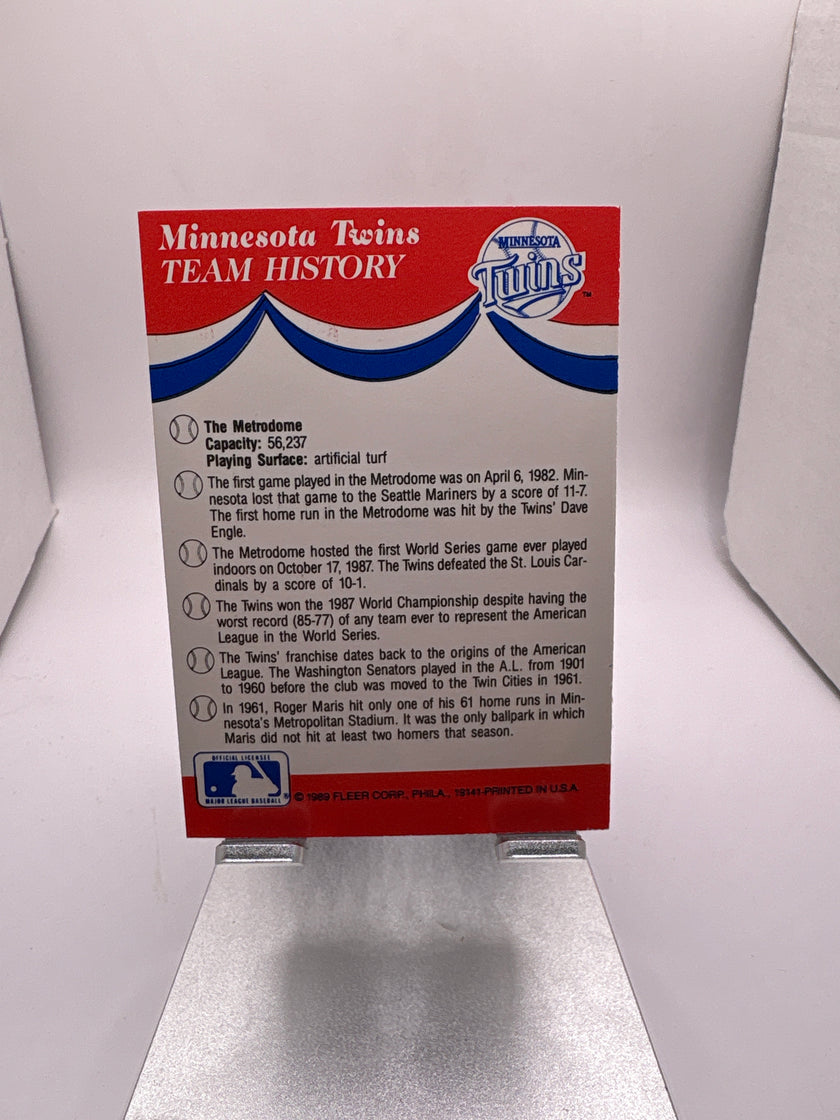 Minnesota Twins
TEAM HISTORY
MINNESOTA
Twins
TM
The Metrodome
Capacity: 56,237
Playing Surface: artificial turf
The first game played in the Metrodome was on April 6, 1982. Min-
nesota lost that game to the Seattle Mariners by a score of 11-7.
The first home run in the Metrodome was hit by the Twins' Dave
Engle.
The Metrodome hosted the first World Series game ever played
indoors on October 17, 1987. The Twins defeated the St. Louis Car-
dinals by a score of 10-1.
The Twins won the 1987 World Championship despite having the
worst record (85-77) of any team ever to represent the American
League in the World Series.
The Twins' franchise dates back to the origins of the American
League. The Washington Senators played in the A.L. from 1901
to 1960 before the club was moved to the Twin Cities in 1961.
In 1961, Roger Maris hit only one of his 61 home runs in Min-
nesota's Metropolitan Stadium. It was the only ballpark in which
Maris did not hit at least two homers that season.
OFFICIAL LICENSEE
MAJOR LEAGUE BASEBALL ®
© 1989 FLEER CORP., PHILA., 19141-PRINTED IN U.S.A.